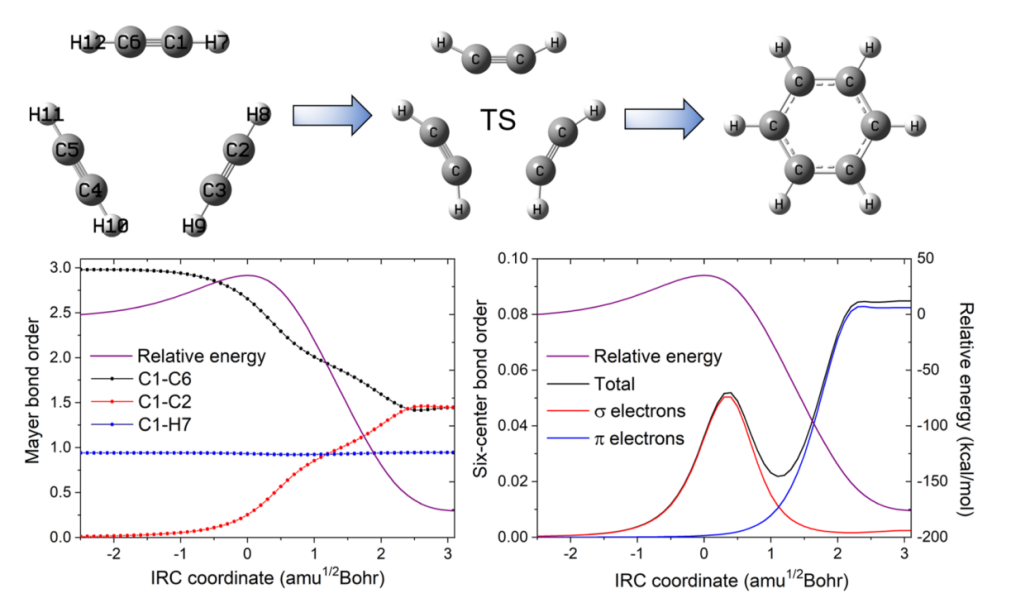 H12 C6 C1 H7
H C C H
H H
H11 H8
H H
C5 C2
C4 C3
H10 H9
TS
C C
C C
H H
C C
H C C H
C C
H H
3.0
2.5
2.0
1.5
1.0
0.5
0.0
Mayer bond order
Relative energy
C1-C6
C1-C2
C1-H7
-2 -1 0 1 2 3
IRC coordinate (amu1/2Bohr)
0.10
0.08
0.06
0.04
0.02
0.00
Six-center bond order
Relative energy
Total
σ electrons
π electrons
50
0
-50
-100
-150
-200
Relative energy (kcal/mol)
-2 -1 0 1 2 3
IRC coordinate (amu1/2Bohr)